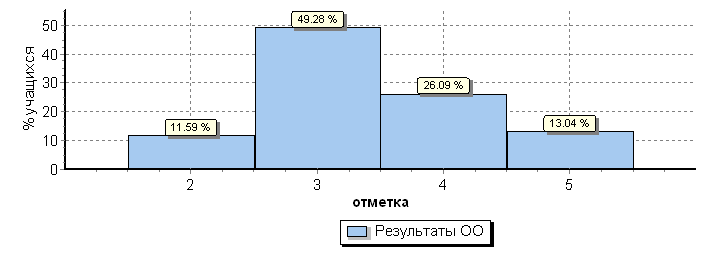 % учащихся
50
40
30
20
10
0
49.28 %
26.09 %
13.04 %
11.59 %
2 3 4 5
отметка
Результаты ОО